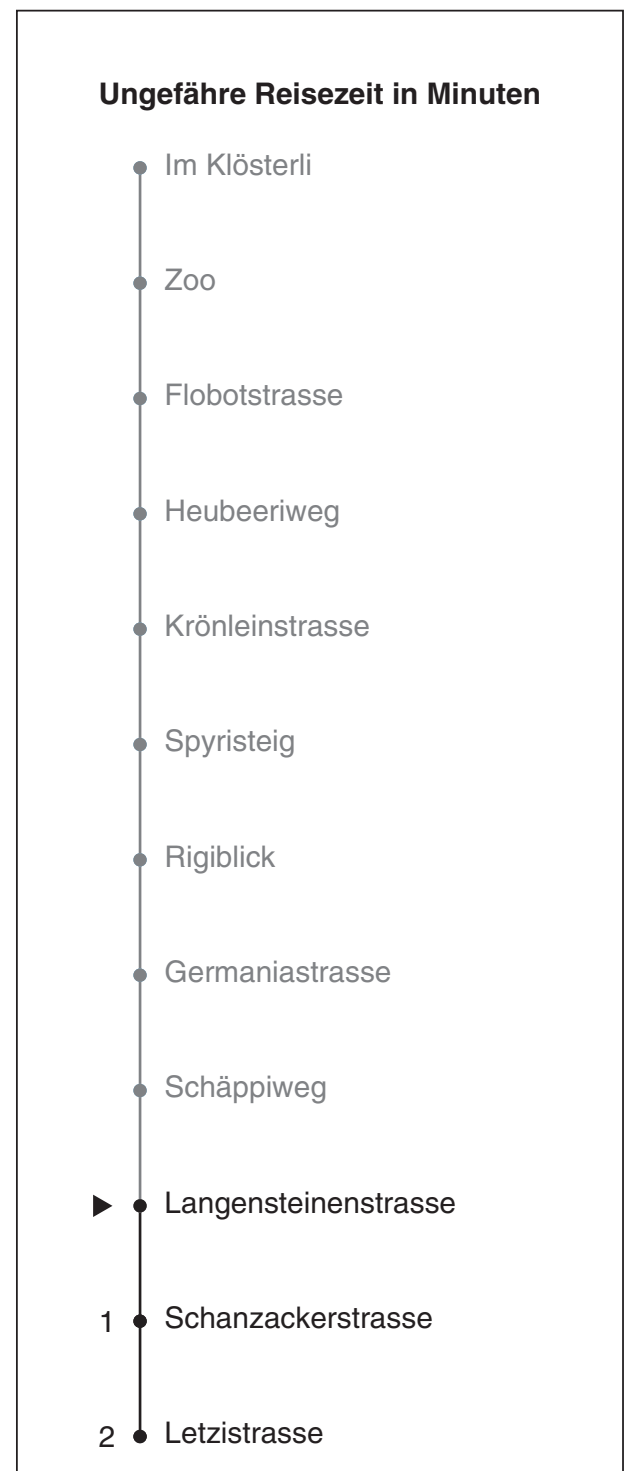 Ungefähre Reisezeit in Minuten
Im Klösterli
Zoo
Flobotstrasse
Heubeeriweg
Krönleinstrasse
Spyristeig
Rigiblick
Germaniastrasse
Schäppiweg
Langensteinenstrasse
1 Schanzackerstrasse
2 Letzistrasse